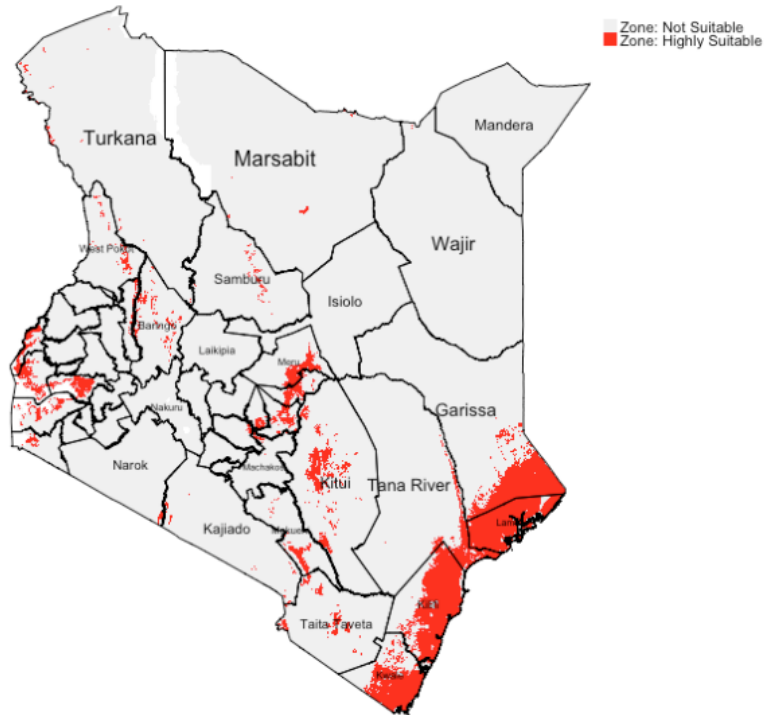 Zone: Not Suitable
Zone: Highly Suitable
Mandera
Turkana
Marsabit
Wajir
West Pokot
Samburu
Isiolo
Baringo
Laikipia
Meru
Nakuru
Garissa
Narok
Machakos
Kitui
Tana River
Kajiado
Makueni
Lamu
Kilifi
Taita Taveta
Kwale